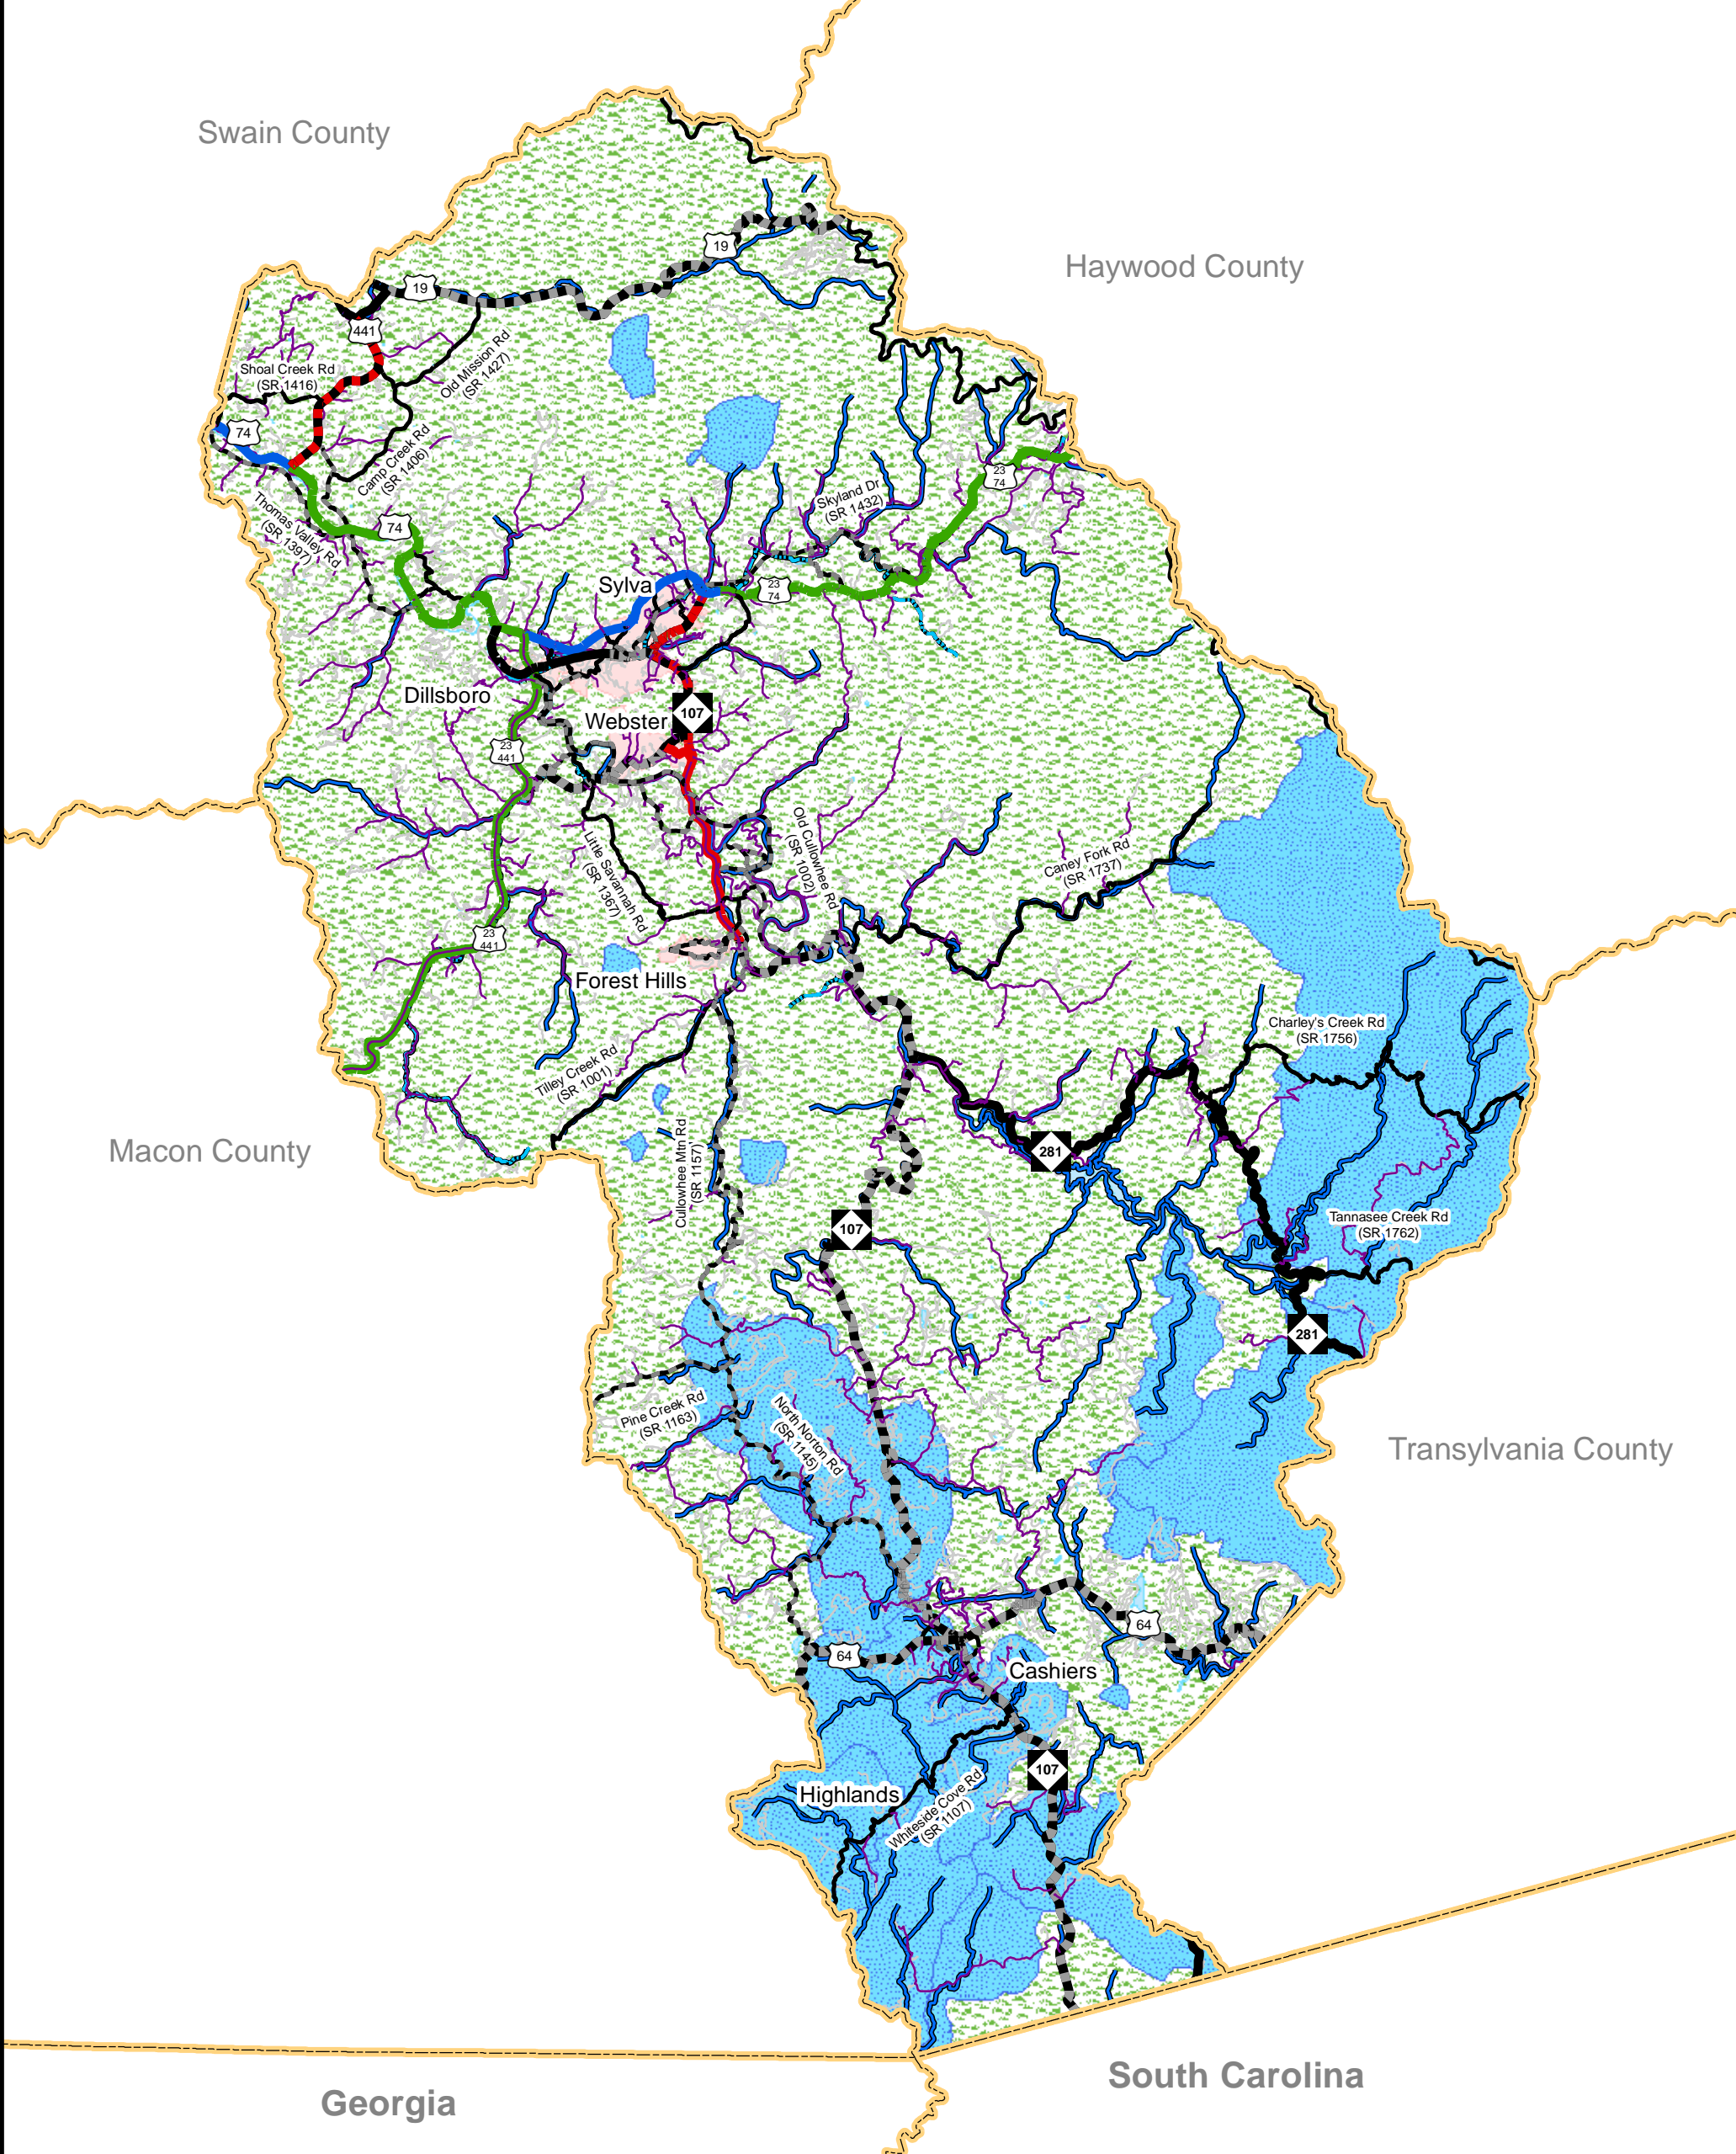 Swain County
Haywood County
19
19
441
Shoal Creek Rd
(SR 1416)
Old Mission Rd
(SR 1427)
74
Camp Creek Rd
(SR 1406)
23
74
Skyland Dr
(SR 1432)
Thomas Valley Rd
(SR 1397)
74
Sylva
23
74
Dillsboro
Webster
107
23
441
Old Cullowhee Rd
(SR 1002)
Little Savannah Rd
(SR 1367)
Caney Fork Rd
(SR 1737)
23
441
Forest Hills
Charley's Creek Rd
(SR 1756)
Tilley Creek Rd
(SR 1001)
Macon County
Cullowhee Mtn Rd
(SR 1157)
281
107
Tannasee Creek Rd
(SR 1762)
281
Pine Creek Rd
(SR 1163)
North Norton Rd
(SR 1145)
Transylvania County
64
64
Cashiers
107
Highlands
Whiteside Cove Rd
(SR 1107)
South Carolina
Georgia